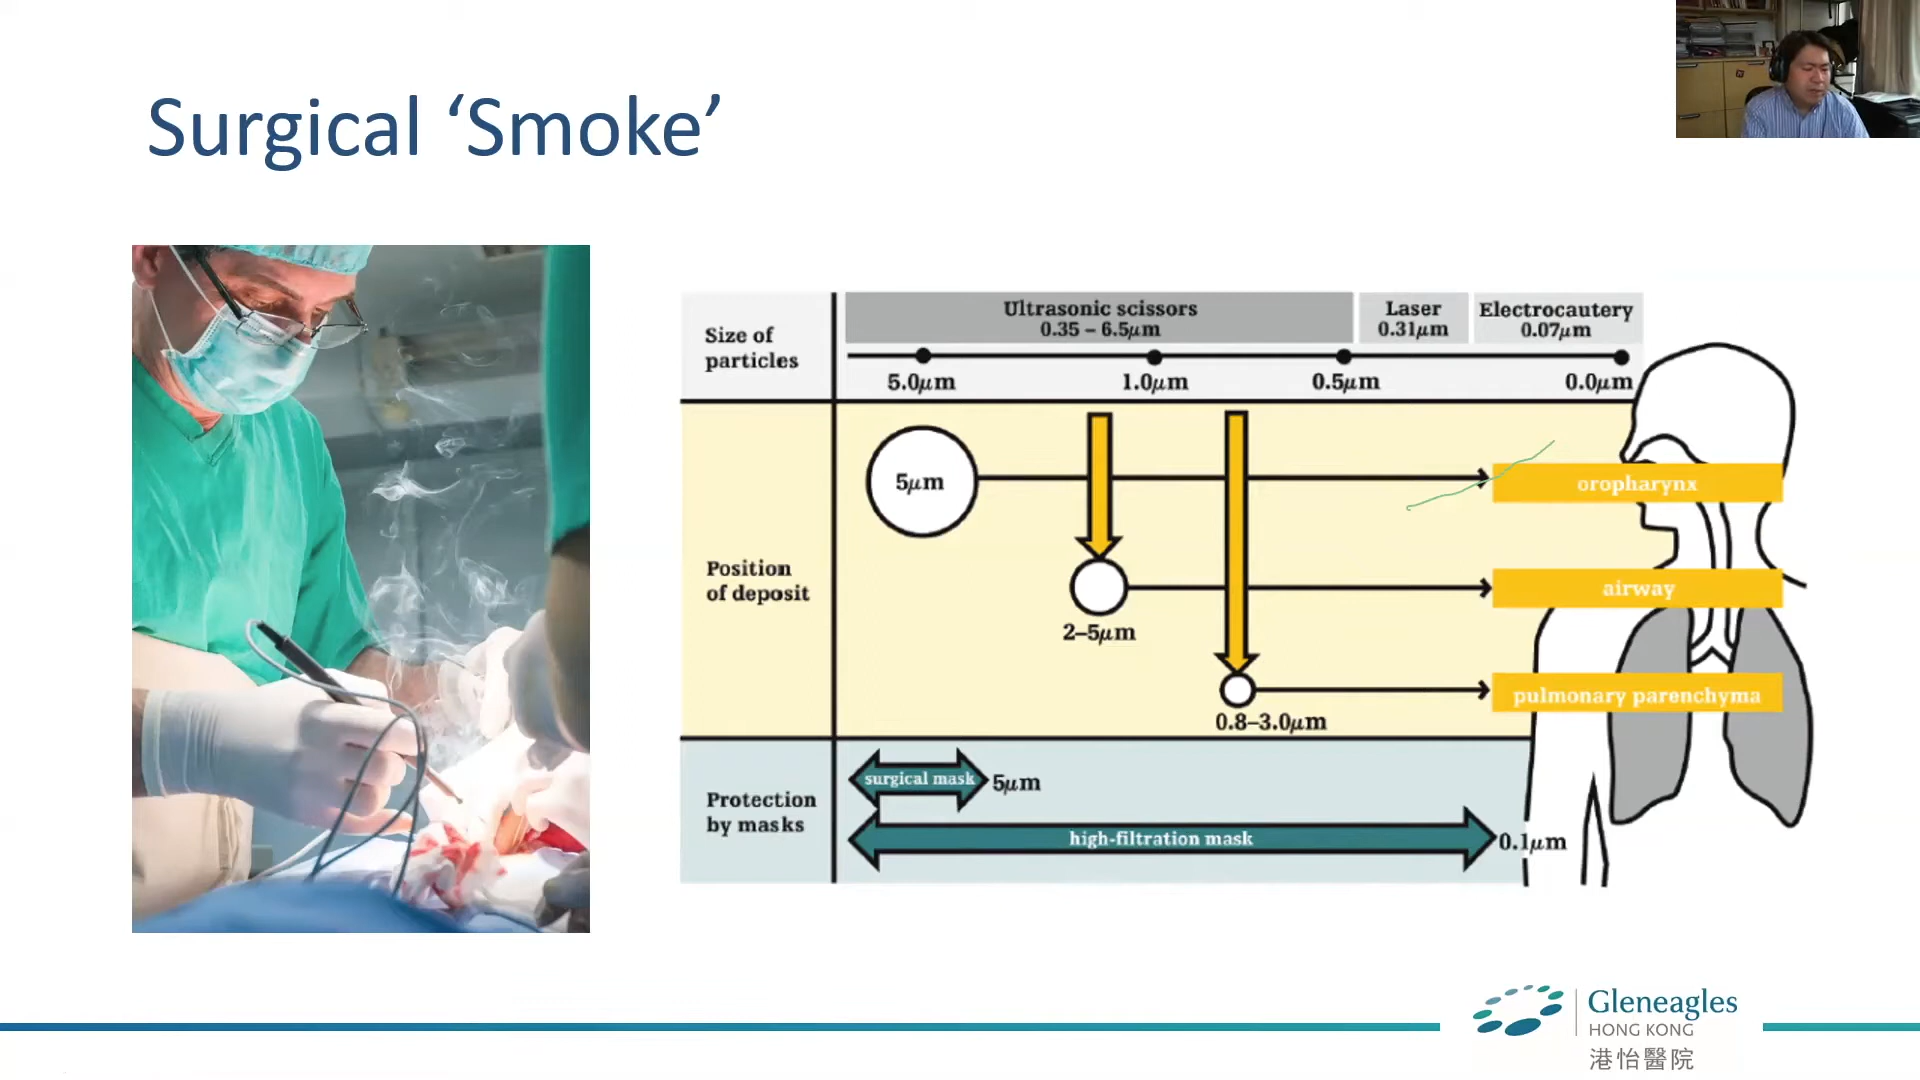 Surgical ‘Smoke’
Size of
particles
Ultrasonic scissors
0.35 – 6.5μm
Laser
0.31μm
Electrocautery
0.07μm
5.0μm
1.0μm
0.5μm
0.0μm
Position
of deposit
5μm
oropharynx
2–5μm
airway
0.8–3.0μm
pulmonary parenchyma
Protection
by masks
surgical mask
5μm
high-filtration mask
0.1μm
Gleneagles
HONG KONG
港怡醫院